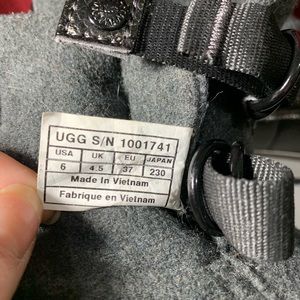 UGG S/N 1001741
USA UK EU JAPAN
6 4.5 37 230
Made In Vietnam
Fabrique en Vietnam